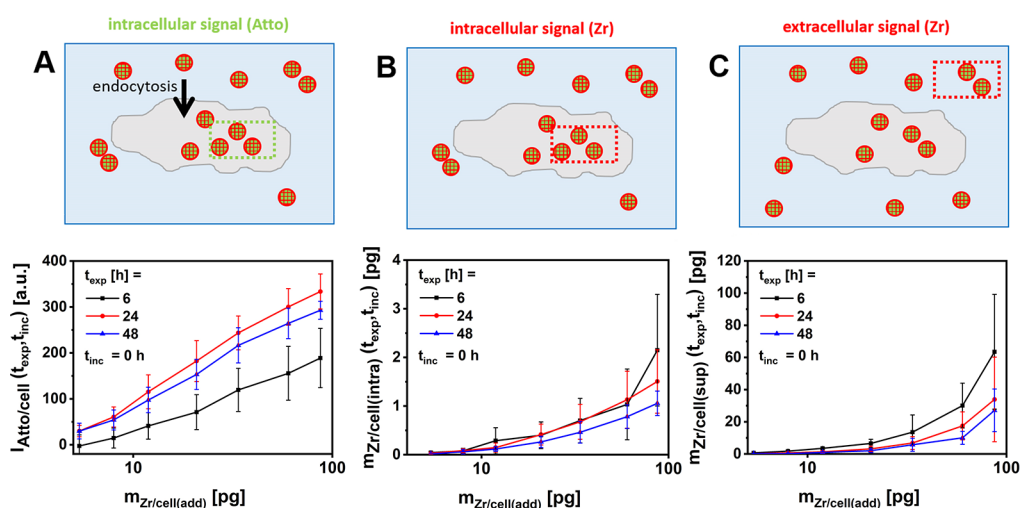 intracellular signal (Atto)
intracellular signal (Zr)
extracellular signal (Zr)
A
B
C
endocytosis
I_Atto/cell (t_exp,t_inc) [a.u.]
400
300
200
100
0
t_exp [h] =
6
24
48
t_inc = 0 h
10
100
m_Zr/cell(add) [pg]
m_Zr/cell(intra) (t_exp,t_inc) [pg]
4
3
2
1
0
t_exp [h] =
6
24
48
t_inc = 0 h
10
100
m_Zr/cell(add) [pg]
m_Zr/cell(sup) (t_exp,t_inc) [pg]
120
100
80
60
40
20
0
t_exp [h] =
6
24
48
t_inc = 0 h
10
100
m_Zr/cell(add) [pg]